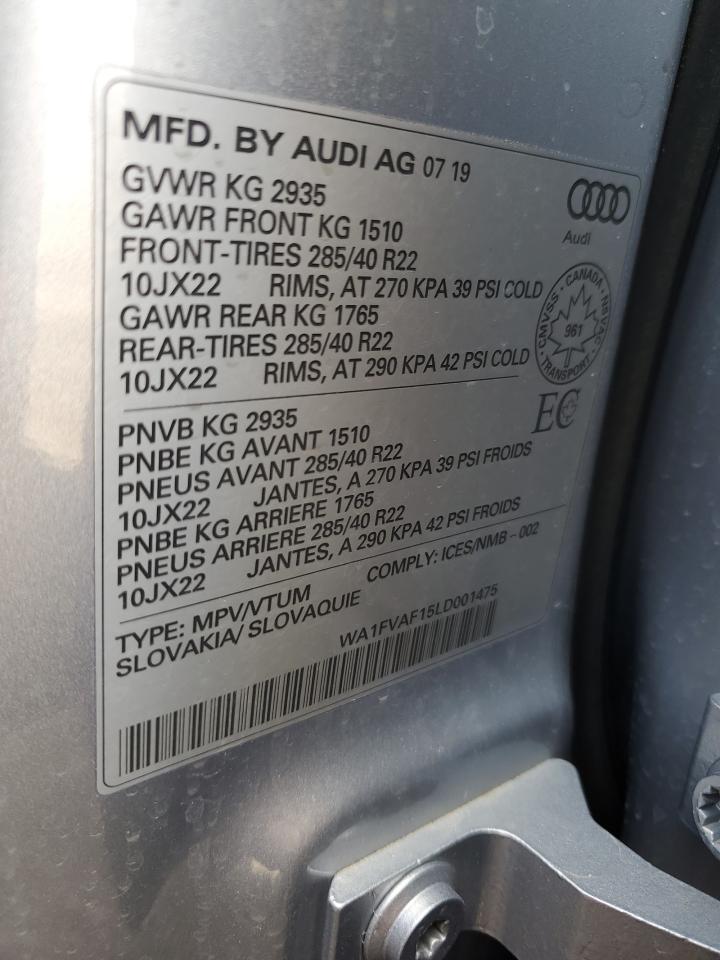 MFD. BY AUDI AG 07 19
GVWR KG 2935
GAWR FRONT KG 1510
FRONT-TIRES 285/40 R22
10JX22 RIMS, AT 270 KPA 39 PSI COLD
GAWR REAR KG 1765
REAR-TIRES 285/40 R22
10JX22 RIMS, AT 290 KPA 42 PSI COLD
Audi
CMVSS · CANADA · NSVAC
961
TRANSPORT
EC
PNVB KG 2935
PNBE KG AVANT 1510
PNEUS AVANT 285/40 R22
10JX22 JANTES, A 270 KPA 39 PSI FROIDS
PNBE KG ARRIERE 1765
PNEUS ARRIERE 285/40 R22
10JX22 JANTES, A 290 KPA 42 PSI FROIDS
TYPE: MPV/VTUM COMPLY: ICES/NMB - 002
SLOVAKIA/ SLOVAQUIE
WA1FVAF15LD001475